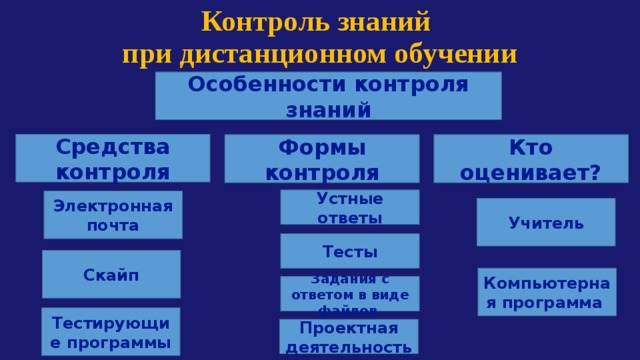 Контроль знаний
при дистанционном обучении
Особенности контроля
знаний
Средства
контроля
Формы
контроля
Кто
оценивает?
Электронная
почта
Скайп
Тестирующи
е программы
Устные
ответы
Тесты
Задания с
ответом в виде
файлов
Проектная
деятельность
Учитель
Компьютерна
я программа